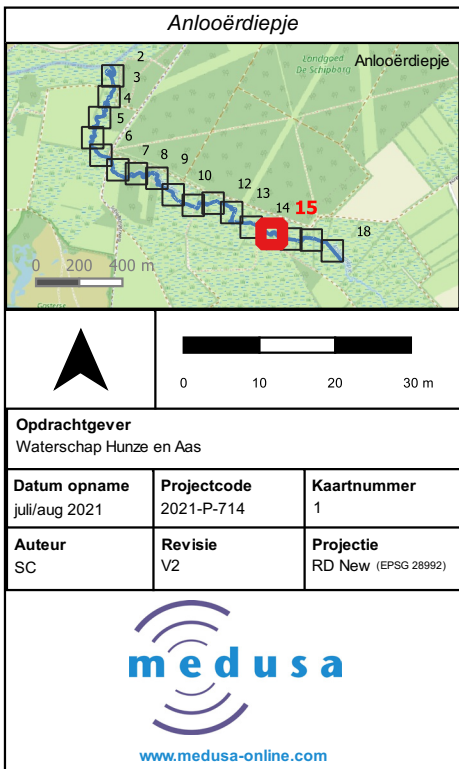 Anlooërdiepje
Landgoed
De Schipborg
Anlooërdiepje
2
3
4
5
6
7
8
9
10
12
13
14
15
18
0 200 400 m
0 10 20 30 m
Opdrachtgever
Waterschap Hunze en Aas
Datum opname
juli/aug 2021
Projectcode
2021-P-714
Kaartnummer
1
Auteur
SC
Revisie
V2
Projectie
RD New (EPSG 28992)
medusa
www.medusa-online.com